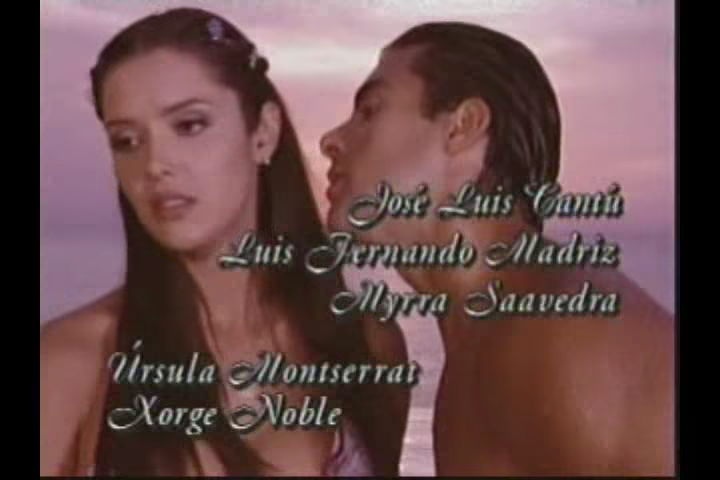 José Luis Cantú
Luis Fernando Madriz
Myrra Saavedra
Úrsula Montserrat
Xorge Noble